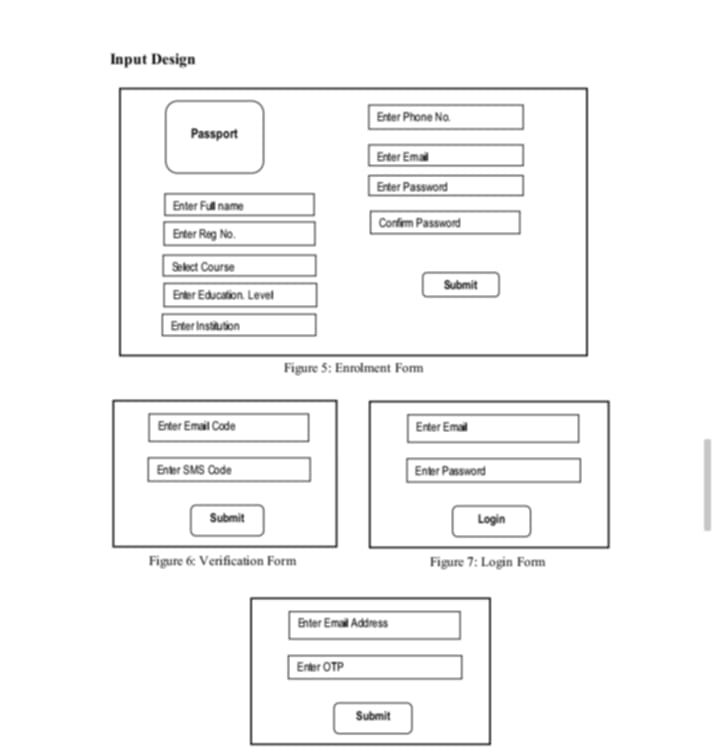 Input Design
Passport
Enter Full name
Enter Reg No.
Select Course
Enter Education. Level
Enter Institution
Enter Phone No.
Enter Email
Enter Password
Confirm Password
Submit
Figure 5: Enrolment Form
Enter Email Code
Enter SMS Code
Submit
Figure 6: Verification Form
Enter Email
Enter Password
Login
Figure 7: Login Form
Enter Email Address
Enter OTP
Submit